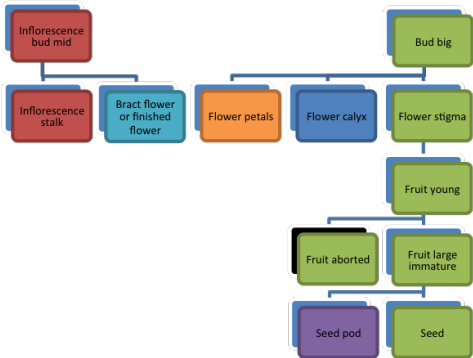 Inflorescence
bud mid
Bud big
Inflorescence
stalk
Bract flower
or finished
flower
Flower petals
Flower calyx
Flower stigma
Fruit young
Fruit aborted
Fruit large
immature
Seed pod
Seed